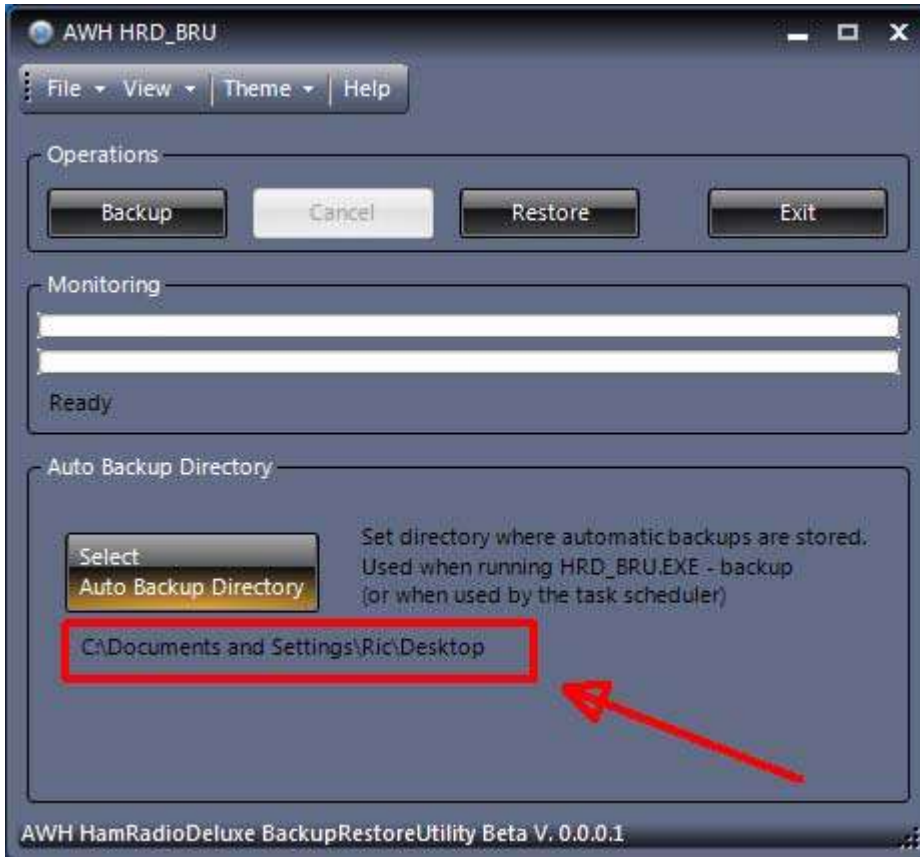 AWH HRD_BRU
File View Theme Help
Operations
Backup Cancel Restore Exit
Monitoring
Ready
Auto Backup Directory
Select
Auto Backup Directory
Set directory where automatic backups are stored.
Used when running HRD_BRU.EXE - backup
(or when used by the task scheduler)
C:\Documents and Settings\Ric\Desktop
AWH HamRadioDeluxe BackupRestoreUtility Beta V. 0.0.0.1